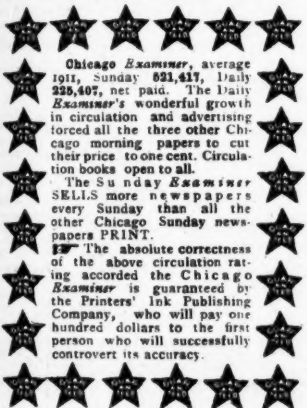 Chicago Examiner, average
1911, Sunday 521,417, Daily
225,407, net paid. The Daily
Examiner's wonderful growth
in circulation and advertising
forced all the three other Chi-
cago morning papers to cut
their price to one cent. Circula-
tion books open to all.
The Sunday Examiner
SELLS more newspapers
every Sunday than all the
other Chicago Sunday news-
papers PRINT.
☞ The absolute correctness
of the above circulation rat-
ing accorded the Chicago
Examiner is guaranteed by
the Printers' Ink Publishing
Company, who will pay one
hundred dollars to the first
person who will successfully
controvert its accuracy.